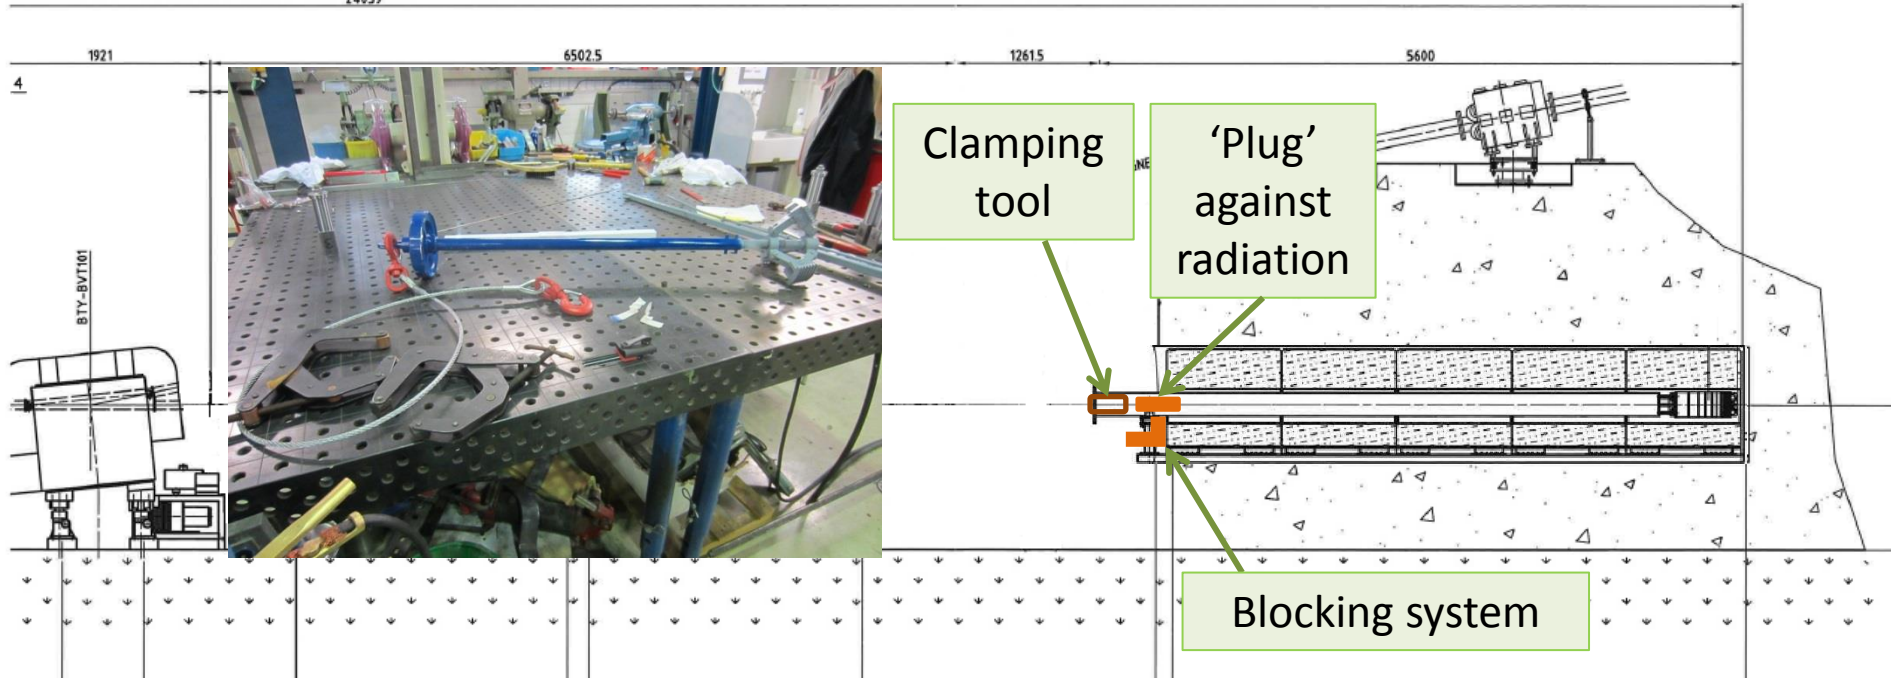 1921
6502.5
1261.5
5600
4
BTY-BVT101
Clamping
tool
‘Plug’
against
radiation
Blocking system